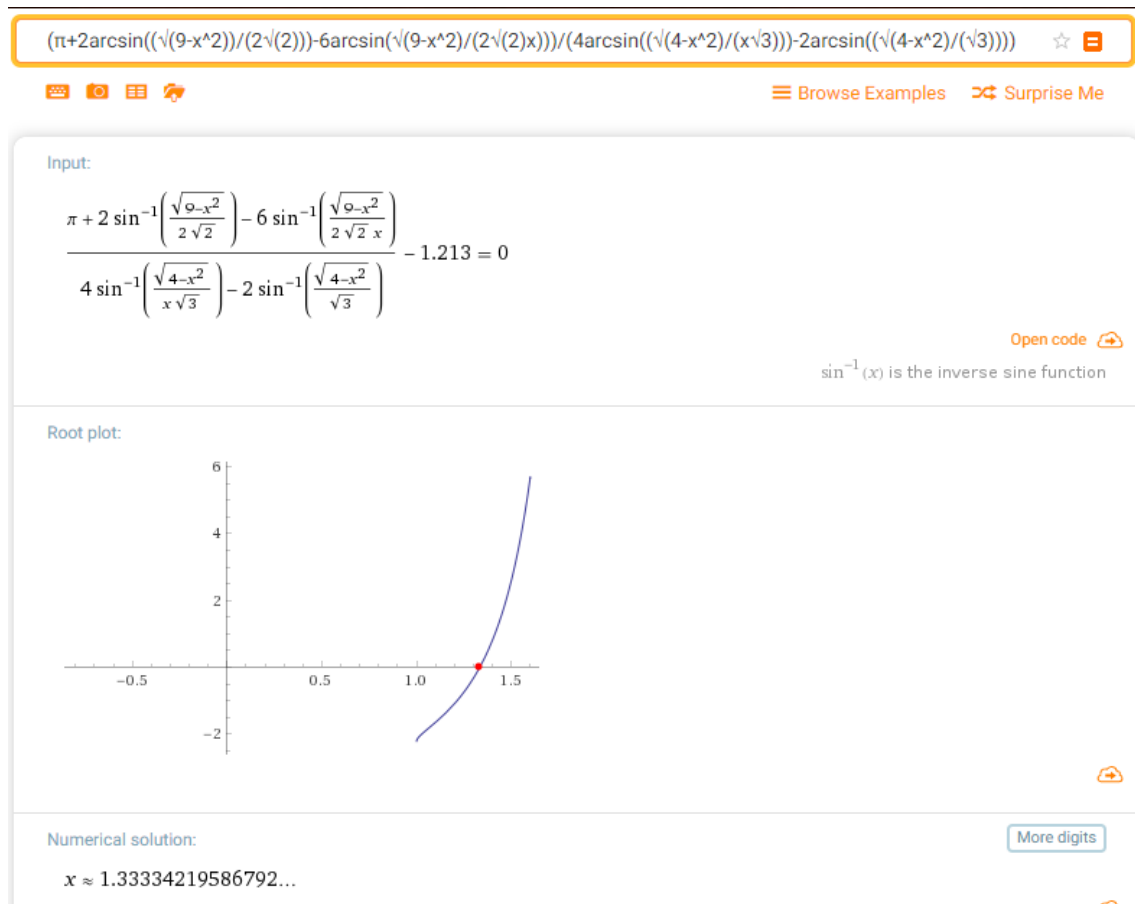 (π+2arcsin((√(9-x^2))/(2√(2)))-6arcsin(√(9-x^2)/(2√(2)x)))/(4arcsin((√(4-x^2)/(x√3)))-2arcsin((√(4-x^2)/(√3))))
Browse Examples Surprise Me
Input:
π + 2 sin⁻¹(√(9-x²)/(2 √2)) - 6 sin⁻¹(√(9-x²)/(2 √2 x))
/ (4 sin⁻¹(√(4-x²)/(x √3)) - 2 sin⁻¹(√(4-x²)/√3)) - 1.213 = 0
Open code
sin⁻¹(x) is the inverse sine function
Root plot:
6
4
2
-0.5 0.5 1.0 1.5
-2
Numerical solution:
More digits
x ≈ 1.33334219586792...